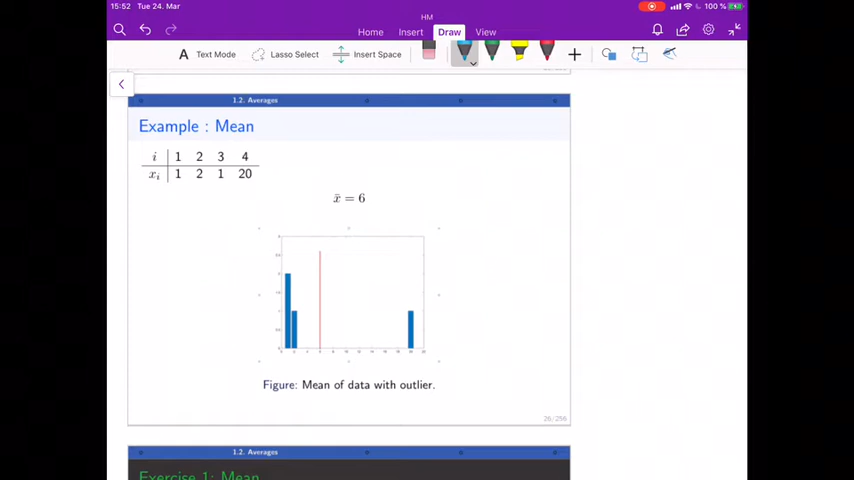 15:52 Tue 24. Mar
100 %
HM
Home Insert Draw View
A Text Mode Lasso Select Insert Space
1.2. Averages
Example : Mean
i 1 2 3 4
xᵢ 1 2 1 20
x̄ = 6
Figure: Mean of data with outlier.
26/256
1.2. Averages
Exercise 1: Mean